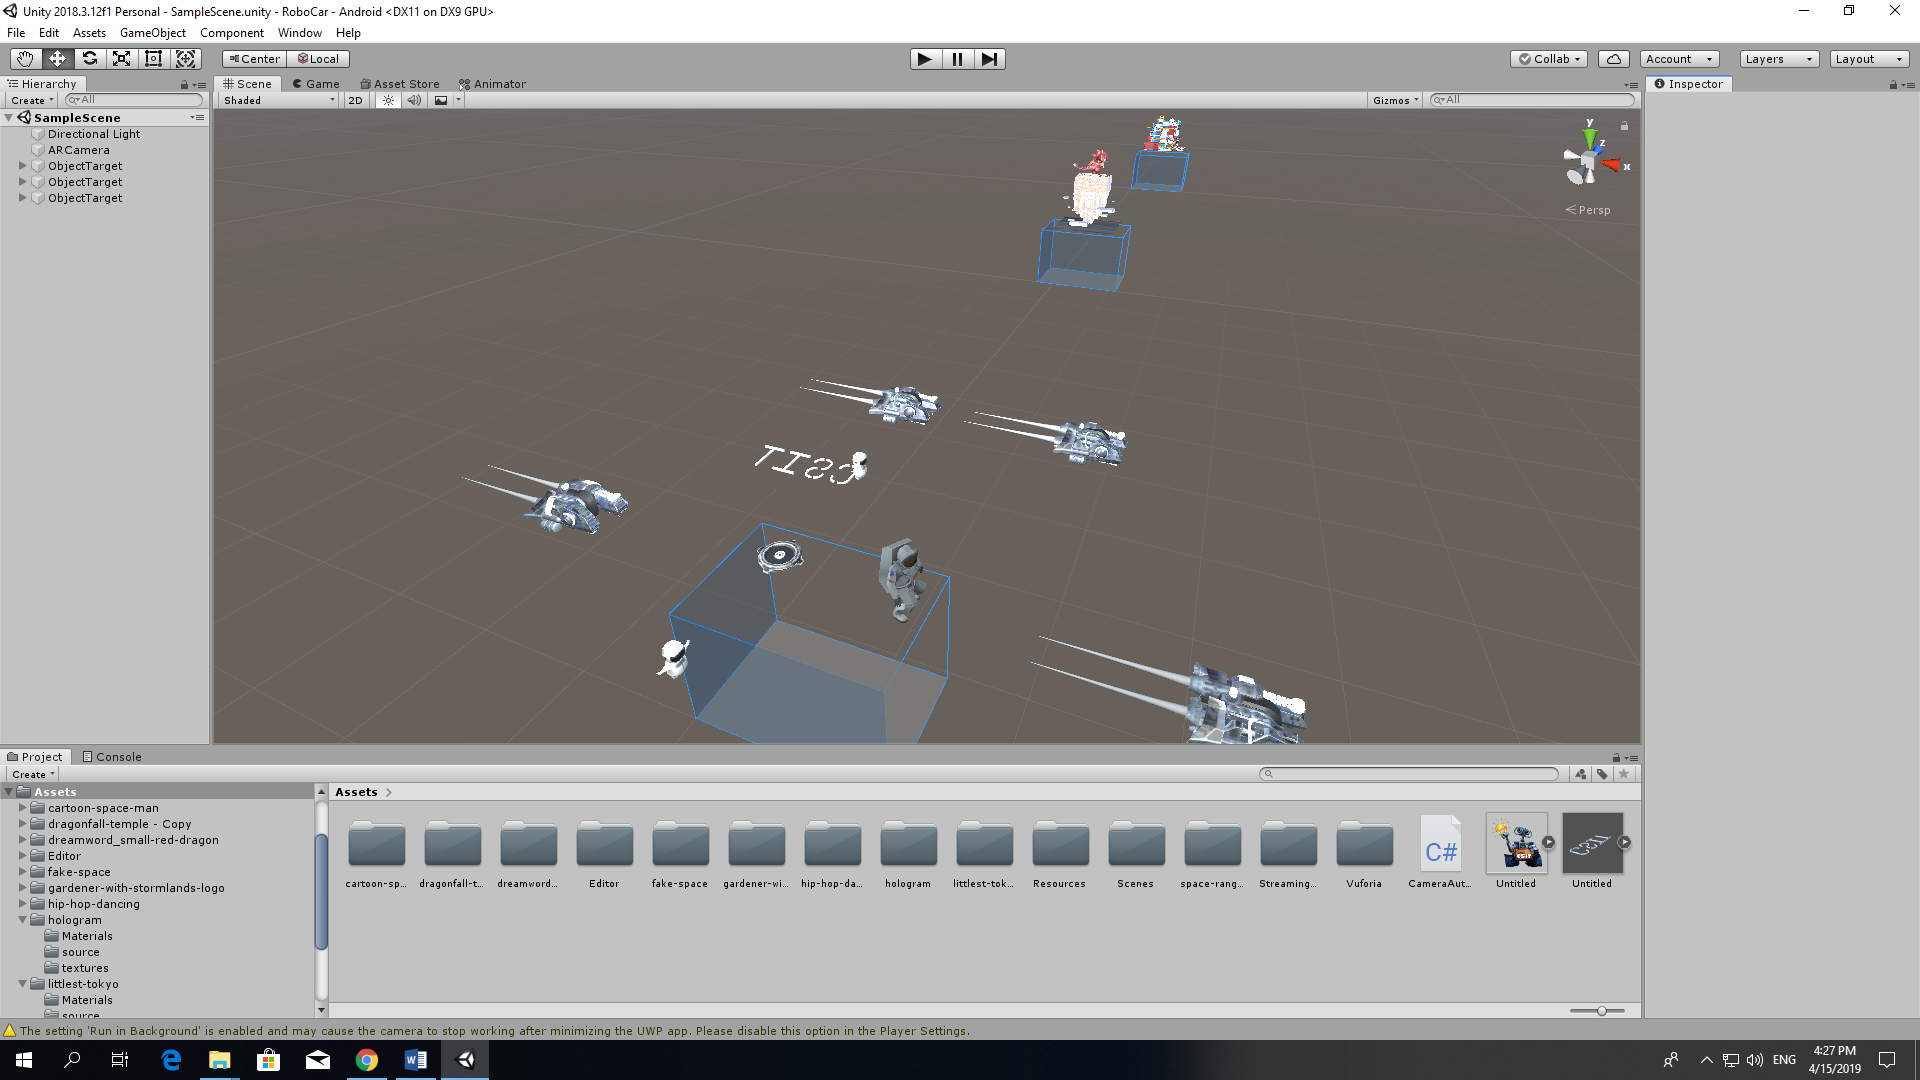 Unity 2018.3.12f1 Personal - SampleScene.unity - RoboCar - Android <DX11 on DX9 GPU>
File Edit Assets GameObject Component Window Help
Center Local Collab Account Layers Layout
Hierarchy Scene Game Asset Store Animator Inspector
Create All Shaded 2D Gizmos All
SampleScene
Directional Light
ARCamera
ObjectTarget
ObjectTarget
ObjectTarget
y
z
x
Persp
CSIT
Project Console
Create
Assets
cartoon-space-man
dragonfall-temple - Copy
dreamword_small-red-dragon
Editor
fake-space
gardener-with-stormlands-logo
hip-hop-dancing
hologram
Materials
source
textures
littlest-tokyo
Materials
source
Assets
cartoon-sp... dragonfall-t... dreamword... Editor fake-space gardener-wi... hip-hop-da... hologram littlest-tok... Resources Scenes space-rang... Streaming... Vuforia CameraAut... Untitled Untitled
C#
CSIT
The setting 'Run in Background' is enabled and may cause the camera to stop working after minimizing the UWP app. Please disable this option in the Player Settings.
ENG
4:27 PM
4/15/2019